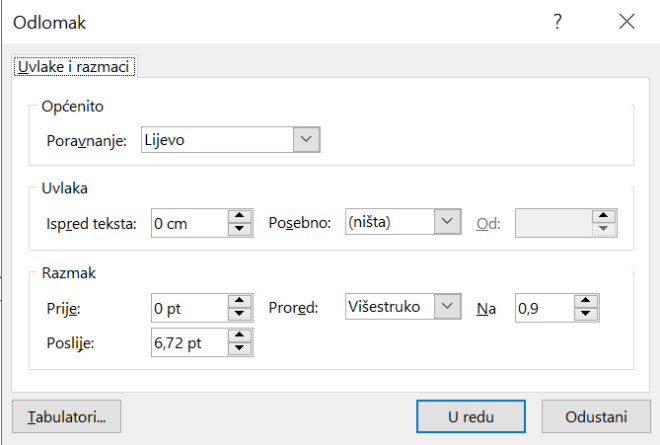 Odlomak ?
Uvlake i razmaci
Općenito
Poravnanje: Lijevo
Uvlaka
Ispred teksta: 0 cm Posebno: (ništa) Od:
Razmak
Prije: 0 pt Prored: Višestruko Na 0,9
Poslije: 6,72 pt
Tabulatori... U redu Odustani